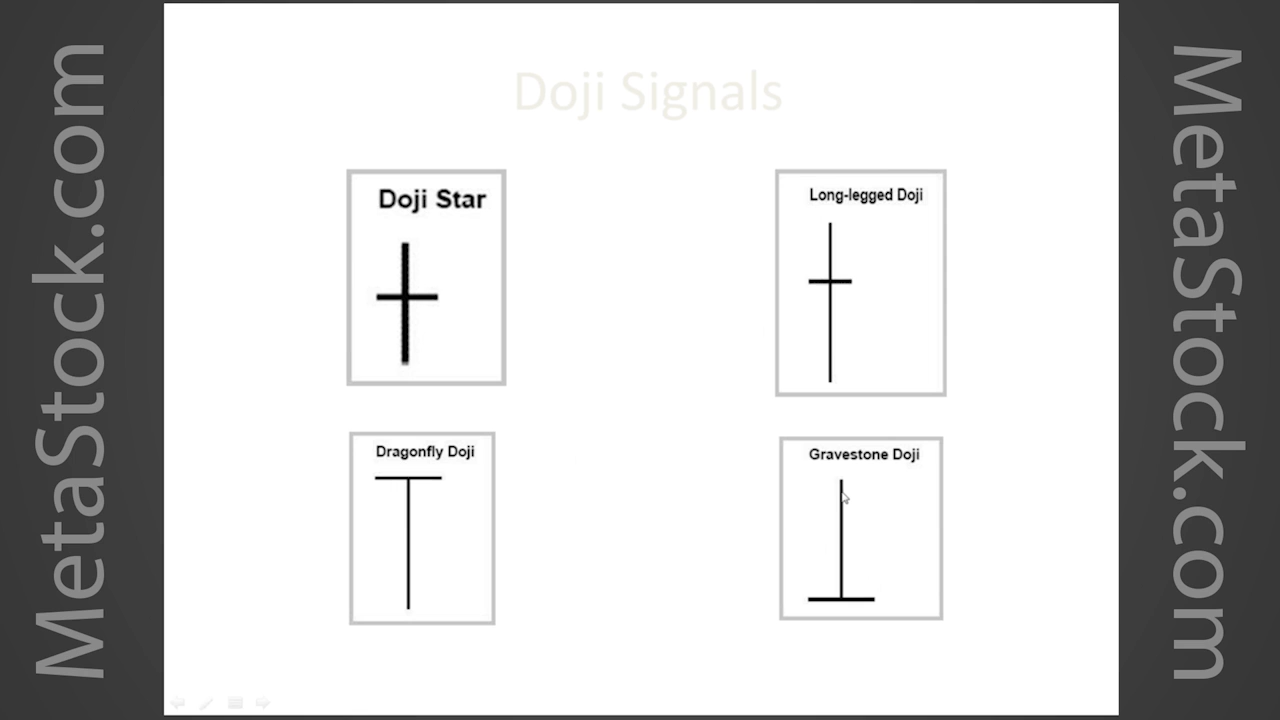 MetaStock.com
Doji Signals
Doji Star
Long-legged Doji
Dragonfly Doji
Gravestone Doji
MetaStock.com